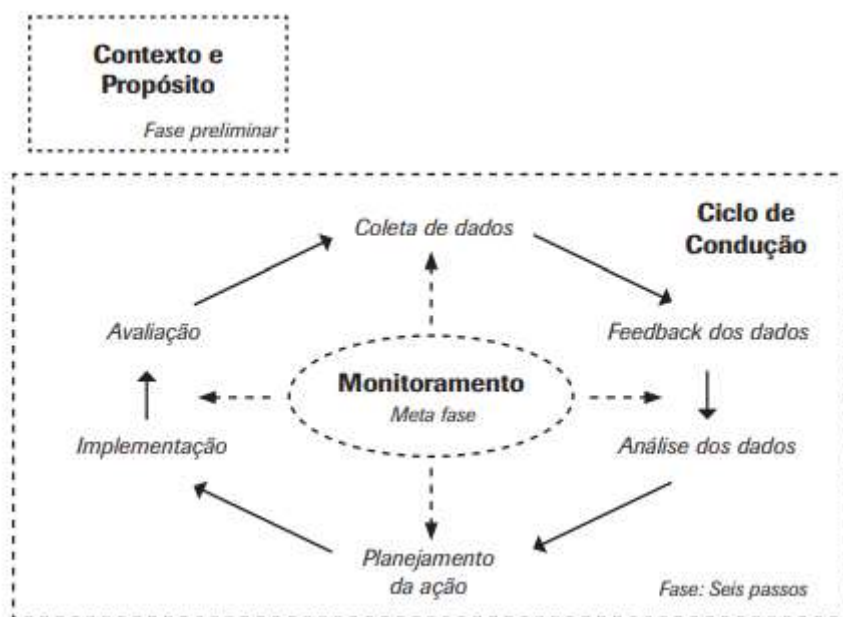 Contexto e
Propósito
Fase preliminar
Ciclo de
Condução
Coleta de dados
Avaliação
Feedback dos dados
Monitoramento
Meta fase
Implementação
Análise dos dados
Planejamento
da ação
Fase: Seis passos